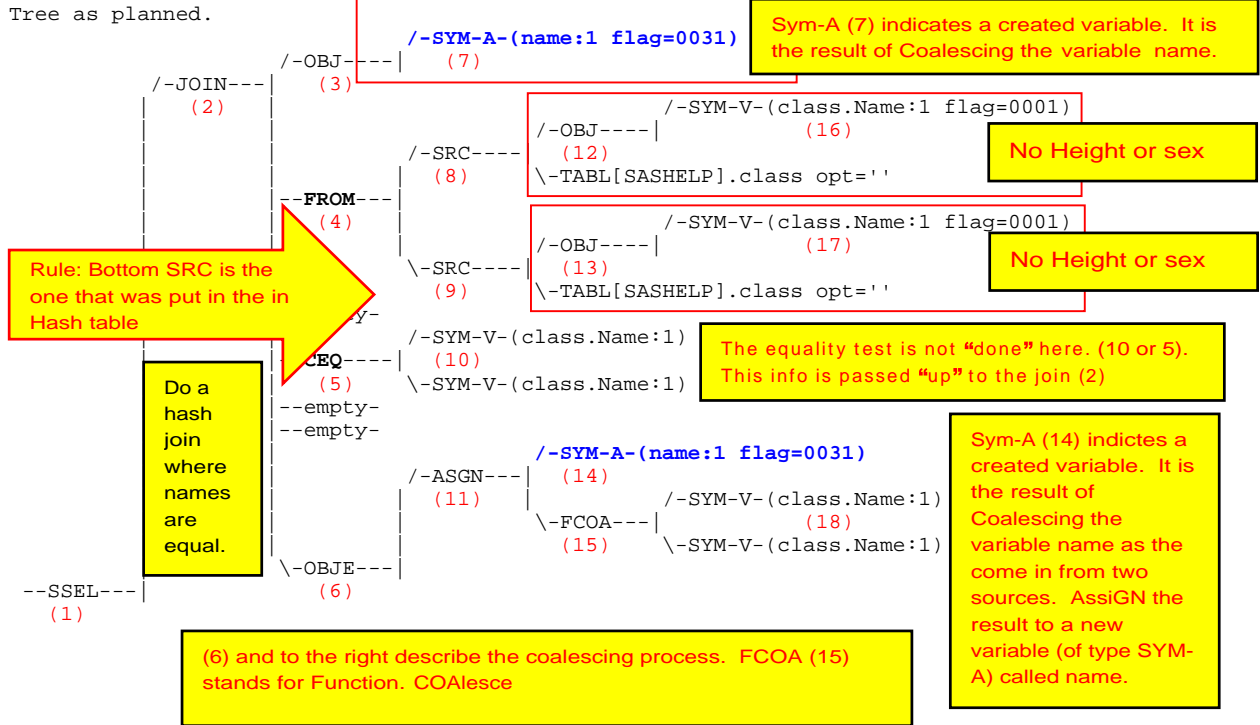 Tree as planned.
Sym-A (7) indicates a created variable. It is
the result of Coalescing the variable name.
/-SYM-A-(name:1 flag=0031)
/-OBJ----| (7)
/-JOIN---| (3)
| (2) |
/-SYM-V-(class.Name:1 flag=0001)
/-OBJ----| (16)
/-SRC----| (12)
| (8) \-TABL[SASHELP].class opt=''
No Height or sex
--FROM---|
(4)
/-SYM-V-(class.Name:1 flag=0001)
/-OBJ----| (17)
\-SRC----| (13)
(9) \-TABL[SASHELP].class opt=''
No Height or sex
Rule: Bottom SRC is the
one that was put in the in
Hash table
y-
/-SYM-V-(class.Name:1)
CEQ----| (10)
(5) \-SYM-V-(class.Name:1)
The equality test is not “done” here. (10 or 5).
This info is passed “up” to the join (2)
--empty-
--empty-
Do a
hash
join
where
names
are
equal.
/-SYM-A-(name:1 flag=0031)
/-ASGN---| (14)
| (11) | /-SYM-V-(class.Name:1)
| \-FCOA---| (18)
| (15) \-SYM-V-(class.Name:1)
\-OBJE---|
--SSEL---| (6)
(1)
Sym-A (14) indictes a
created variable. It is
the result of
Coalescing the
variable name as the
come in from two
sources. AssiGN the
result to a new
variable (of type SYM-
A) called name.
(6) and to the right describe the coalescing process. FCOA (15)
stands for Function. COAlesce